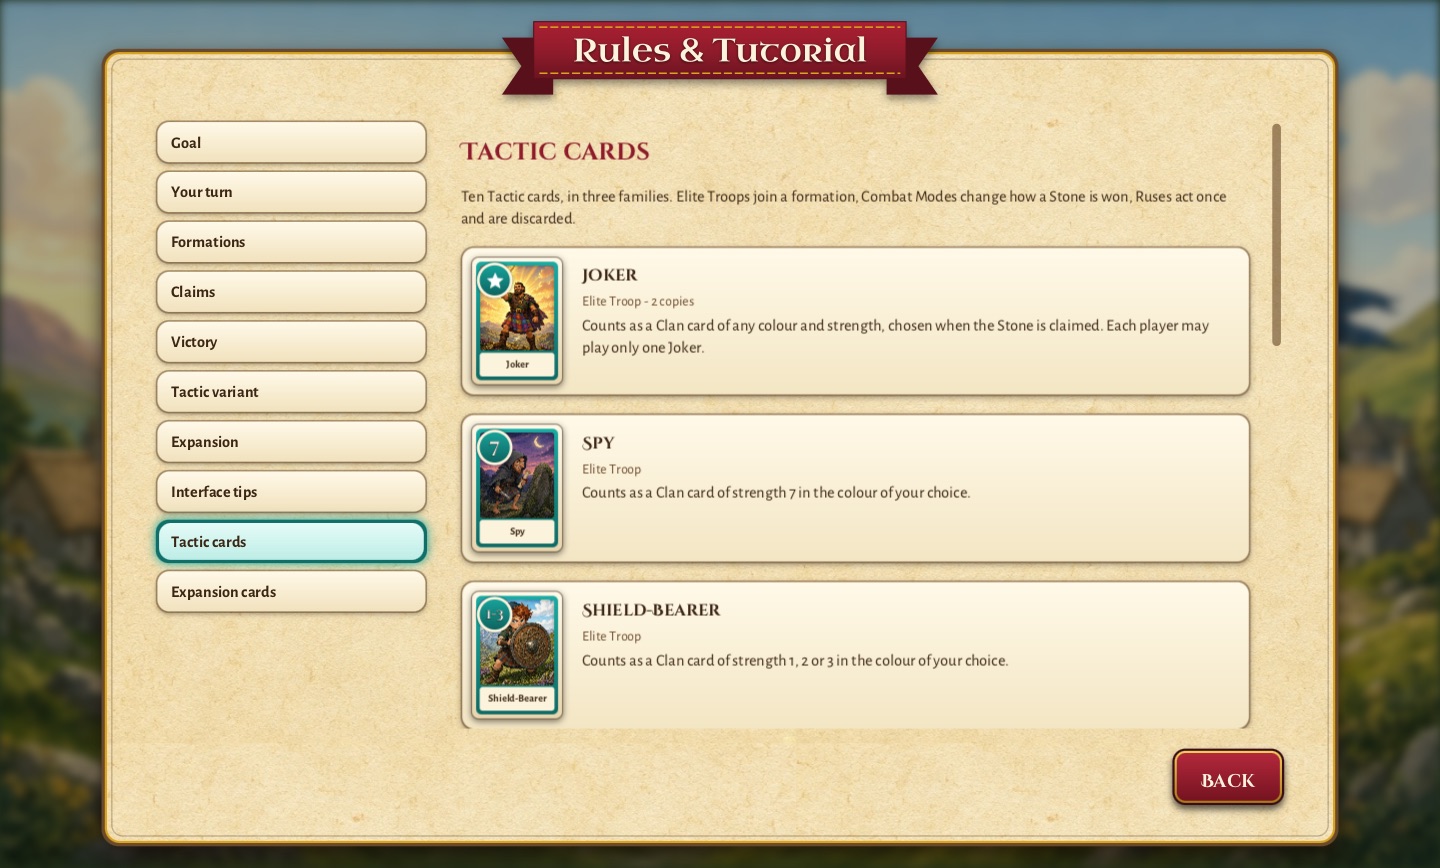 Rules & Tutorial
Goal
Your turn
Formations
Claims
Victory
Tactic variant
Expansion
Interface tips
Tactic cards
Expansion cards
Tactic cards
Ten Tactic cards, in three families. Elite Troops join a formation, Combat Modes change how a Stone is won, Ruses act once
and are discarded.
Joker
Joker
Elite Troop - 2 copies
Counts as a Clan card of any colour and strength, chosen when the Stone is claimed. Each player may
play only one Joker.
7
Spy
Spy
Elite Troop
Counts as a Clan card of strength 7 in the colour of your choice.
1-3
Shield-Bearer
Shield-Bearer
Elite Troop
Counts as a Clan card of strength 1, 2 or 3 in the colour of your choice.
Back